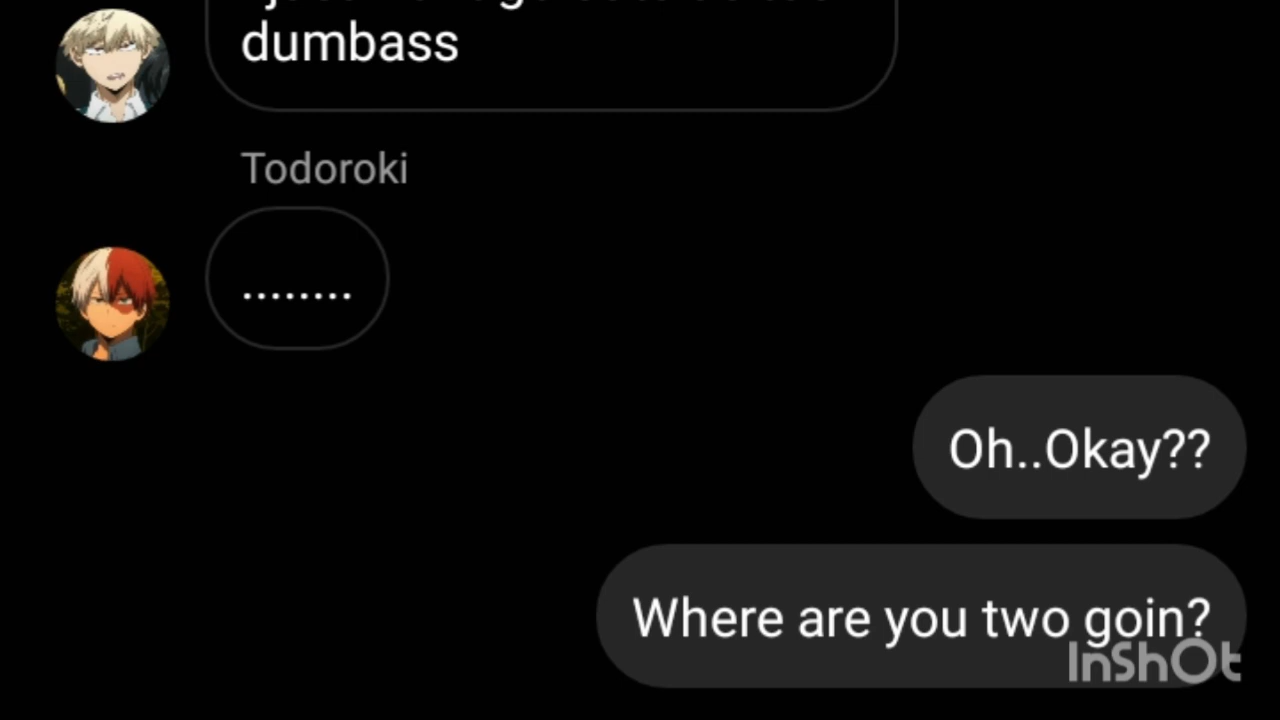 dumbass
Todoroki
........
Oh..Okay??
Where are you two goin?
InShOt